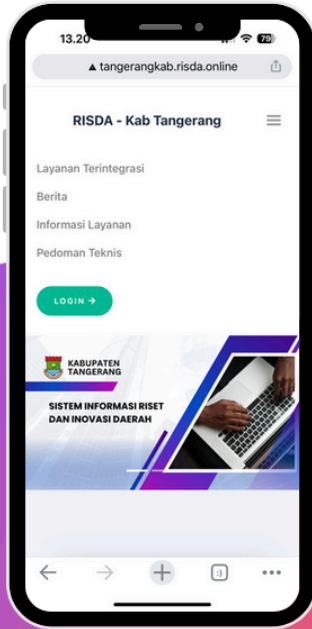 13.20
79
tangerangkab.risda.online
RISDA - Kab Tangerang
Layanan Terintegrasi
Berita
Informasi Layanan
Pedoman Teknis
LOGIN →
KABUPATEN
TANGERANG
SISTEM INFORMASI RISET
DAN INOVASI DAERAH
:)